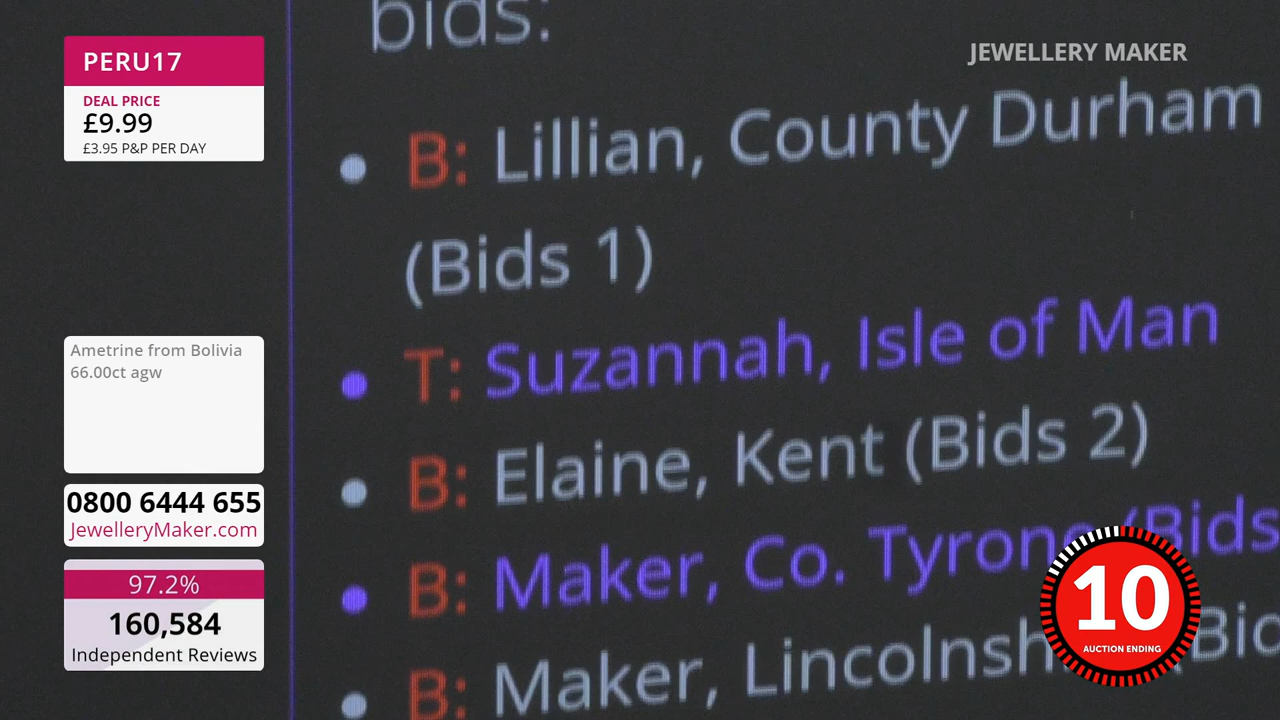 PERU17
DEAL PRICE
£9.99
£3.95 P&P PER DAY
Ametrine from Bolivia
66.00ct agw
0800 6444 655
JewelleryMaker.com
97.2%
160,584
Independent Reviews
JEWELLERY MAKER
bids:
• B: Lillian, County Durham
(Bids 1)
• T: Suzannah, Isle of Man
• B: Elaine, Kent (Bids 2)
• B: Maker, Co. Tyrone (Bids
• B: Maker,
10
AUCTION ENDING